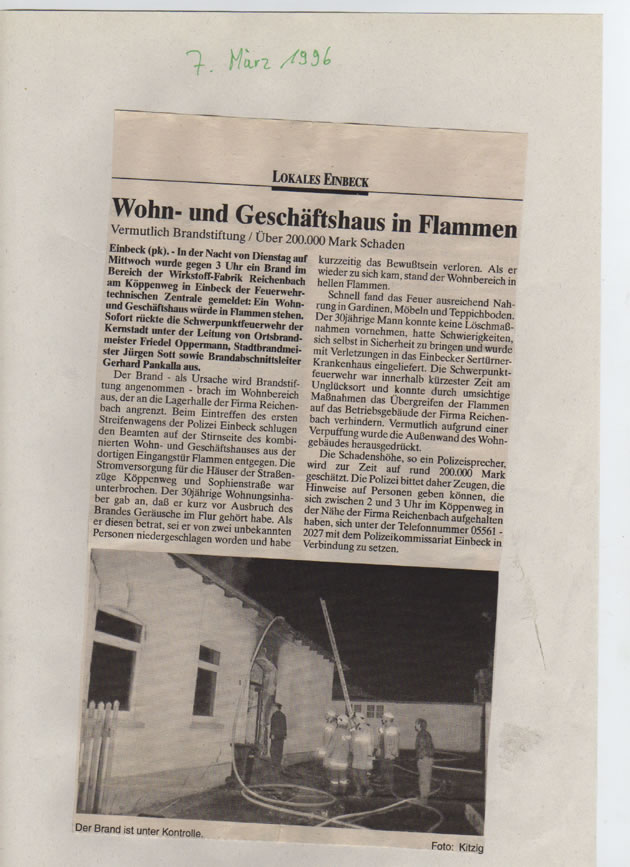 7. März 1996
LOKALES EINBECK
Wohn- und Geschäftshaus in Flammen
Vermutlich Brandstiftung / Über 200.000 Mark Schaden
Einbeck (pk). - In der Nacht von Dienstag auf
Mittwoch wurde gegen 3 Uhr ein Brand im
Bereich der Wirkstoff-Fabrik Reichenbach
am Köppenweg in Einbeck der Feuerwehr-
technischen Zentrale gemeldet: Ein Wohn-
und Geschäftshaus würde in Flammen stehen.
Sofort rückte die Schwerpunktfeuerwehr der
Kernstadt unter der Leitung von Ortsbrand-
meister Friedel Oppermann, Stadtbrandmei-
ster Jürgen Sott sowie Brandabschnittsleiter
Gerhard Pankalla aus.
Der Brand - als Ursache wird Brandstif-
tung angenommen - brach im Wohnbereich
aus, der an die Lagerhalle der Firma Reichen-
bach angrenzt. Beim Eintreffen des ersten
Streifenwagens der Polizei Einbeck schlugen
den Beamten auf der Stirnseite des kombi-
nierten Wohn- und Geschäftshauses aus der
dortigen Eingangstür Flammen entgegen. Die
Stromversorgung für die Häuser der Straßen-
züge Köppenweg und Sophienstraße war
unterbrochen. Der 30jährige Wohnungsinha-
ber gab an, daß er kurz vor Ausbruch des
Brandes Geräusche im Flur gehört habe. Als
er diesen betrat, sei er von zwei unbekannten
Personen niedergeschlagen worden und habe
kurzzeitig das Bewußtsein verloren. Als er
wieder zu sich kam, stand der Wohnbereich in
hellen Flammen.
Schnell fand das Feuer ausreichend Nah-
rung in Gardinen, Möbeln und Teppichboden.
Der 30jährige Mann konnte keine Löschmaß-
nahmen vornehmen, hatte Schwierigkeiten,
sich selbst in Sicherheit zu bringen und wurde
mit Verletzungen in das Einbecker Sertürner-
Krankenhaus eingeliefert. Die Schwerpunkt-
feuerwehr war innerhalb kürzester Zeit am
Unglücksort und konnte durch umsichtige
Maßnahmen das Übergreifen der Flammen
auf das Betriebsgebäude der Firma Reichen-
bach verhindern. Vermutlich aufgrund einer
Verpuffung wurde die Außenwand des Wohn-
gebäudes herausgedrückt.
Die Schadenshöhe, so ein Polizeisprecher,
wird zur Zeit auf rund 200.000 Mark
geschätzt. Die Polizei bittet daher Zeugen, die
Hinweise auf Personen geben können, die
sich zwischen 2 und 3 Uhr im Köppenweg in
der Nähe der Firma Reichenbach aufgehalten
haben, sich unter der Telefonnummer 05561 -
2027 mit dem Polizeikommissariat Einbeck in
Verbindung zu setzen.
Der Brand ist unter Kontrolle.
Foto: Kitzig